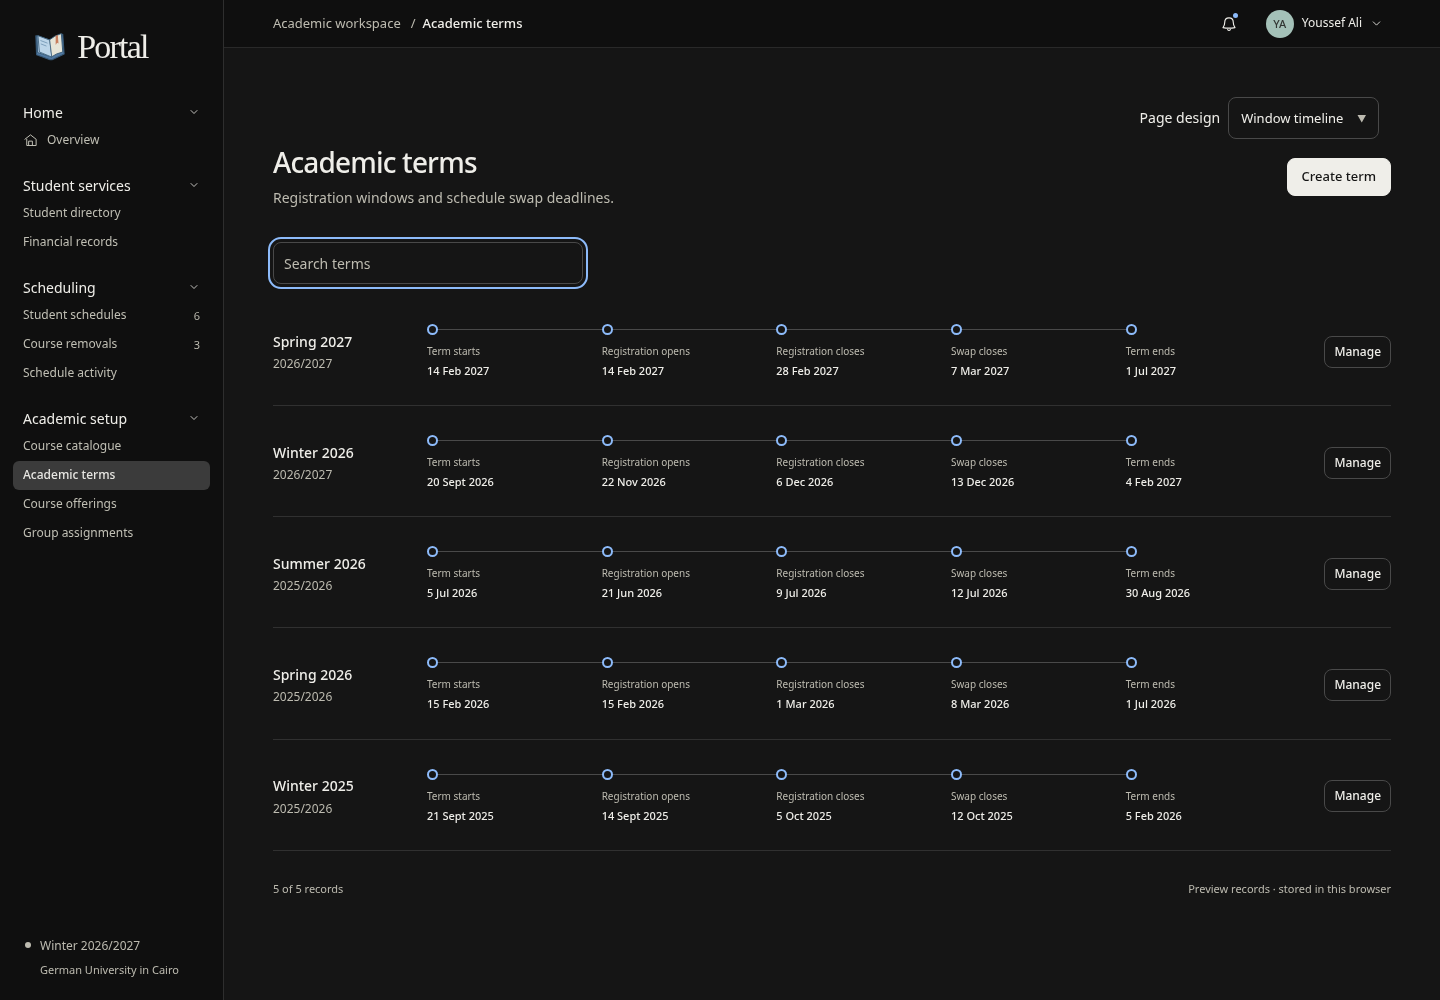 Portal
Home
Overview
Student services
Student directory
Financial records
Scheduling
Student schedules 6
Course removals 3
Schedule activity
Academic setup
Course catalogue
Academic terms
Course offerings
Group assignments
Winter 2026/2027
German University in Cairo
Academic workspace / Academic terms
YA Youssef Ali
Page design Window timeline
Academic terms
Registration windows and schedule swap deadlines.
Create term
Search terms
Spring 2027
2026/2027
Term starts Registration opens Registration closes Swap closes Term ends
14 Feb 2027 14 Feb 2027 28 Feb 2027 7 Mar 2027 1 Jul 2027
Manage
Winter 2026
2026/2027
Term starts Registration opens Registration closes Swap closes Term ends
20 Sept 2026 22 Nov 2026 6 Dec 2026 13 Dec 2026 4 Feb 2027
Manage
Summer 2026
2025/2026
Term starts Registration opens Registration closes Swap closes Term ends
5 Jul 2026 21 Jun 2026 9 Jul 2026 12 Jul 2026 30 Aug 2026
Manage
Spring 2026
2025/2026
Term starts Registration opens Registration closes Swap closes Term ends
15 Feb 2026 15 Feb 2026 1 Mar 2026 8 Mar 2026 1 Jul 2026
Manage
Winter 2025
2025/2026
Term starts Registration opens Registration closes Swap closes Term ends
21 Sept 2025 14 Sept 2025 5 Oct 2025 12 Oct 2025 5 Feb 2026
Manage
5 of 5 records
Preview records · stored in this browser